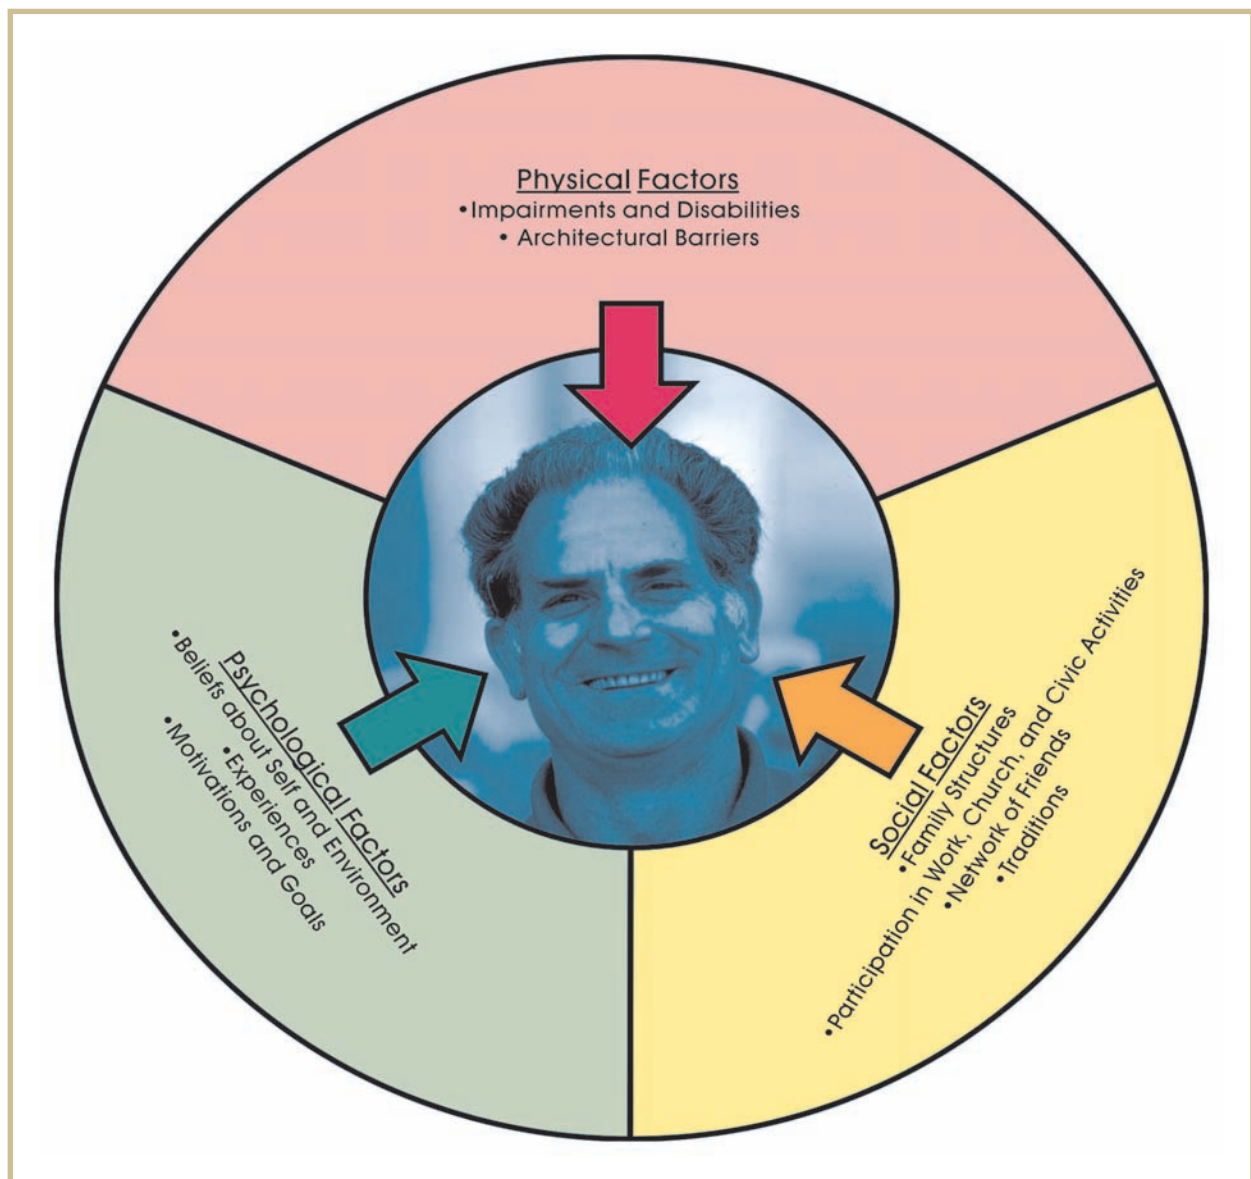 Physical Factors
•Impairments and Disabilities
• Architectural Barriers
Psychological Factors
•Beliefs about Self and Environment
•Experiences
•Motivations and Goals
Social Factors
•Family Structures
•Participation in Work, Church, and Civic Activities
•Network of Friends
•Traditions